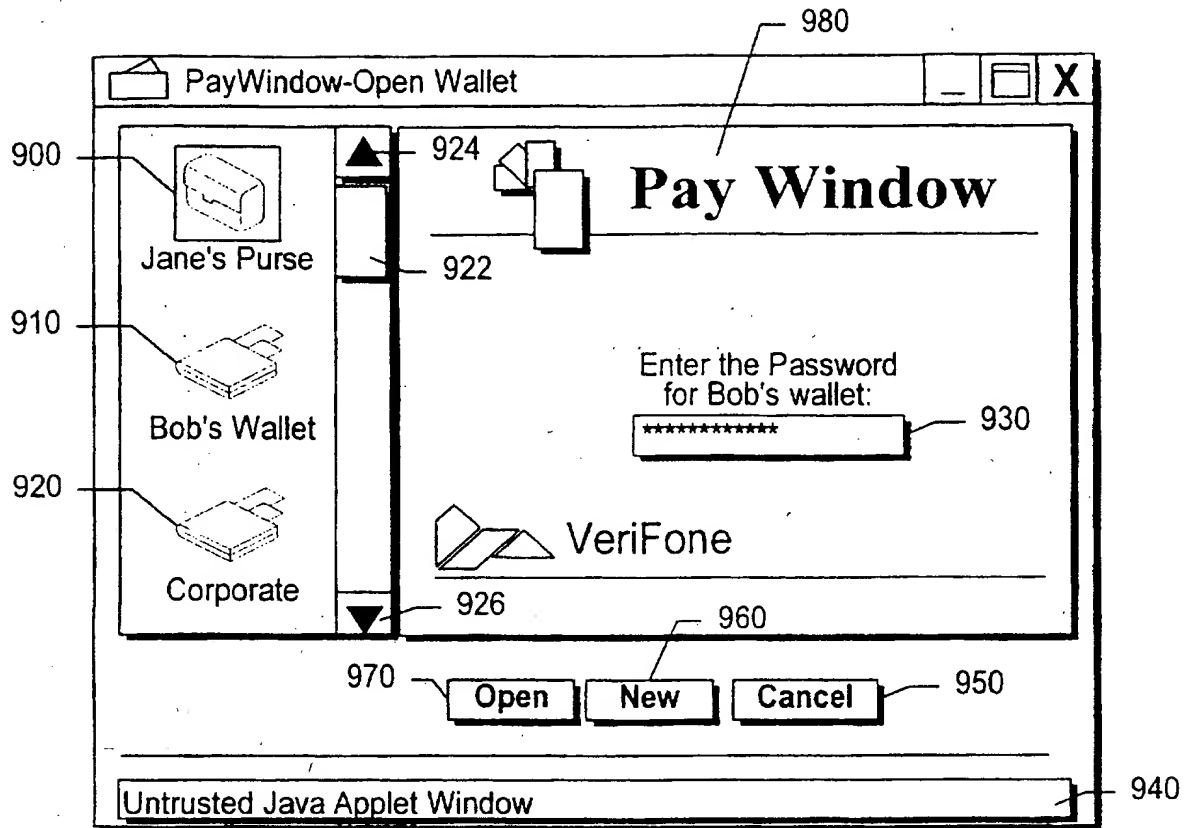 980
PayWindow-Open Wallet
_ X
900
924
Pay Window
Jane's Purse
922
910
Enter the Password
for Bob's wallet:
Bob's Wallet
************
930
920
VeriFone
Corporate
926
960
970
Open New Cancel
950
Untrusted Java Applet Window
940